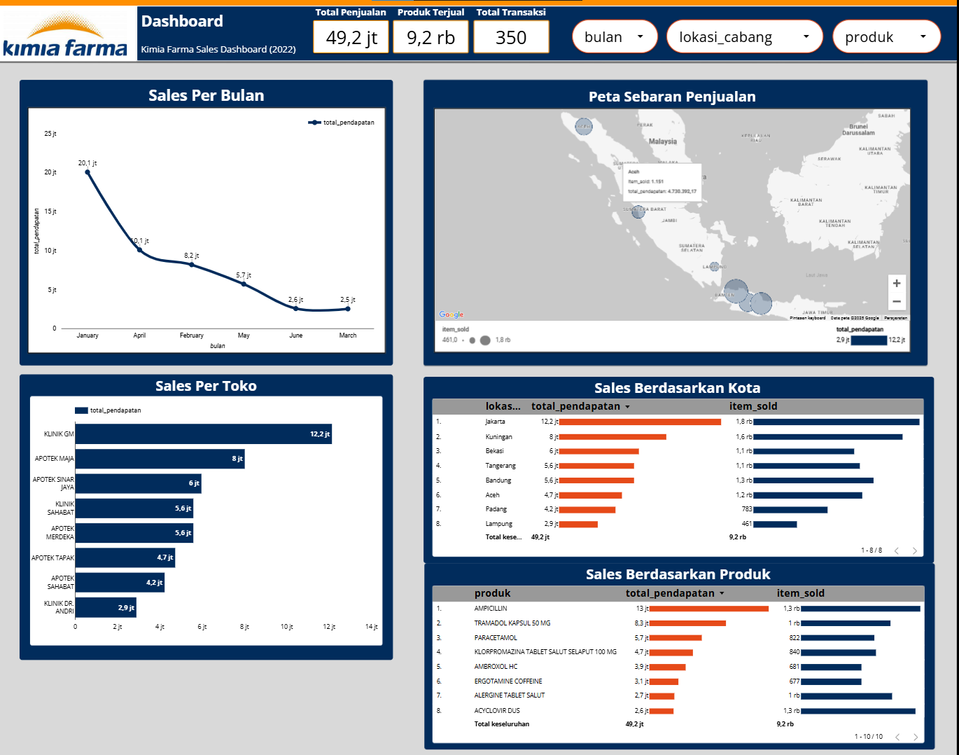 kimia farma
Dashboard
Kimia Farma Sales Dashboard (2022)
Total Penjualan
49,2 jt
Produk Terjual
9,2 rb
Total Transaksi
350
bulan
lokasi_cabang
produk
Sales Per Bulan
total_pendapatan
25 jt
20 jt
15 jt
10 jt
5 jt
0
total_pendapatan
20,1 jt
10,1 jt
8,2 jt
5,7 jt
2,6 jt
2,5 jt
January
April
February
May
June
March
bulan
Peta Sebaran Penjualan
PERAK
Malaysia
SABAH
Brunei
Darussalam
SERAWAK
KALIMANTAN
UTARA
KALIMANTAN
TIMUR
KALIMANTAN
BARAT
KALIMANTAN
TENGAH
KALIMANTAN
SELATAN
Aceh
item_sold: 1.151
total_pendapatan: 4.735.392,17
JAMBI
SUMATERA
SELATAN
JAWA TIMUR
+
−
Google
Pintasan keyboard
Data peta ©2025 Google
Persyaratan
item_sold
461,0
1,8 rb
total_pendapatan
2,9 jt
12,2 jt
Sales Per Toko
total_pendapatan
KLINIK GM 12,2 jt
APOTEK MAJA 8 jt
APOTEK SINAR
JAYA 6 jt
KLINIK
SAHABAT 5,6 jt
APOTEK
MERDEKA 5,6 jt
APOTEK TAPAK 4,7 jt
APOTEK
SAHABAT 4,2 jt
KLINIK DR.
ANDRI 2,9 jt
0 2 jt 4 jt 6 jt 8 jt 10 jt 12 jt 14 jt
Sales Berdasarkan Kota
lokas... total_pendapatan item_sold
1. Jakarta 12,2 jt 1,8 rb
2. Kuningan 8 jt 1,6 rb
3. Bekasi 6 jt 1,1 rb
4. Tangerang 5,6 jt 1,1 rb
5. Bandung 5,6 jt 1,3 rb
6. Aceh 4,7 jt 1,2 rb
7. Padang 4,2 jt 783
8. Lampung 2,9 jt 461
Total kese... 49,2 jt 9,2 rb
1 - 8 / 8
Sales Berdasarkan Produk
produk total_pendapatan item_sold
1. AMPICILLIN 13 jt 1,3 rb
2. TRAMADOL KAPSUL 50 MG 8,3 jt 1 rb
3. PARACETAMOL 5,7 jt 822
4. KLORPROMAZINA TABLET SALUT SELAPUT 100 MG 4,7 jt 840
5. AMBROXOL HC 3,9 jt 681
6. ERGOTAMINE COFFEINE 3,1 jt 677
7. ALERGINE TABLET SALUT 2,7 jt 1 rb
8. ACYCLOVIR DUS 2,6 jt 1,3 rb
Total keseluruhan 49,2 jt 9,2 rb
1 - 10 / 10